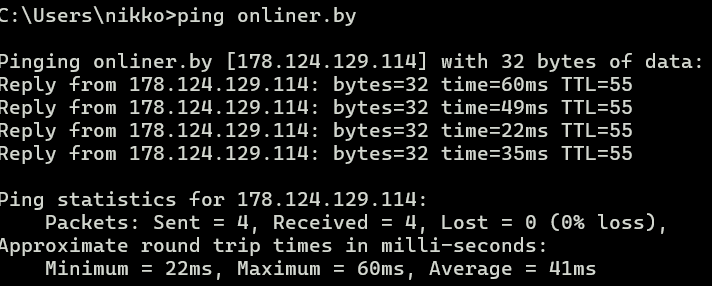 C:\Users\nikko>ping onliner.by
Pinging onliner.by [178.124.129.114] with 32 bytes of data:
Reply from 178.124.129.114: bytes=32 time=60ms TTL=55
Reply from 178.124.129.114: bytes=32 time=49ms TTL=55
Reply from 178.124.129.114: bytes=32 time=22ms TTL=55
Reply from 178.124.129.114: bytes=32 time=35ms TTL=55
Ping statistics for 178.124.129.114:
    Packets: Sent = 4, Received = 4, Lost = 0 (0% loss),
Approximate round trip times in milli-seconds:
    Minimum = 22ms, Maximum = 60ms, Average = 41ms